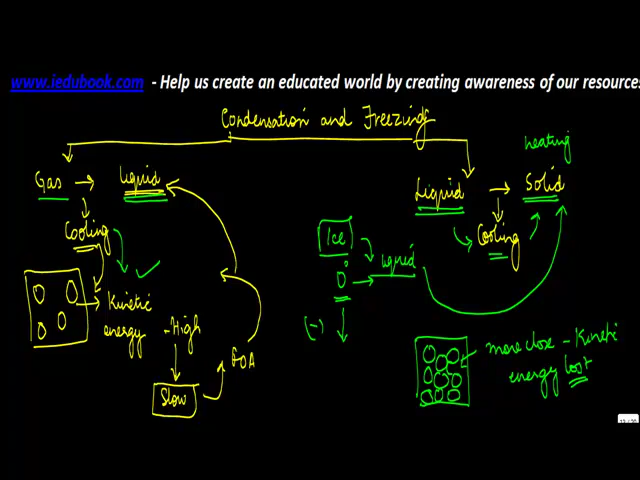 www.iedubook.com - Help us create an educated world by creating awareness of our resources
Condensation and Freezing
Gas → Liquid
Cooling
Kinetic
energy
- High
Slow
FOA
heating
Liquid → Solid
Cooling
Ice
0° → Liquid
(-)
more close - Kinetic
energy lost